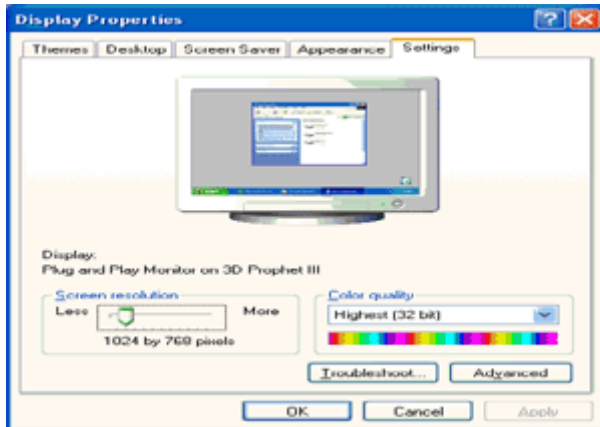 Display Properties
Themes Desktop Screen Saver Appearance Settings
Display:
Plug and Play Monitor on 3D Prophet III
Screen resolution
Less More
1024 by 768 pixels
Color quality
Highest (32 bit)
Troubleshoot... Advanced
OK Cancel Apply